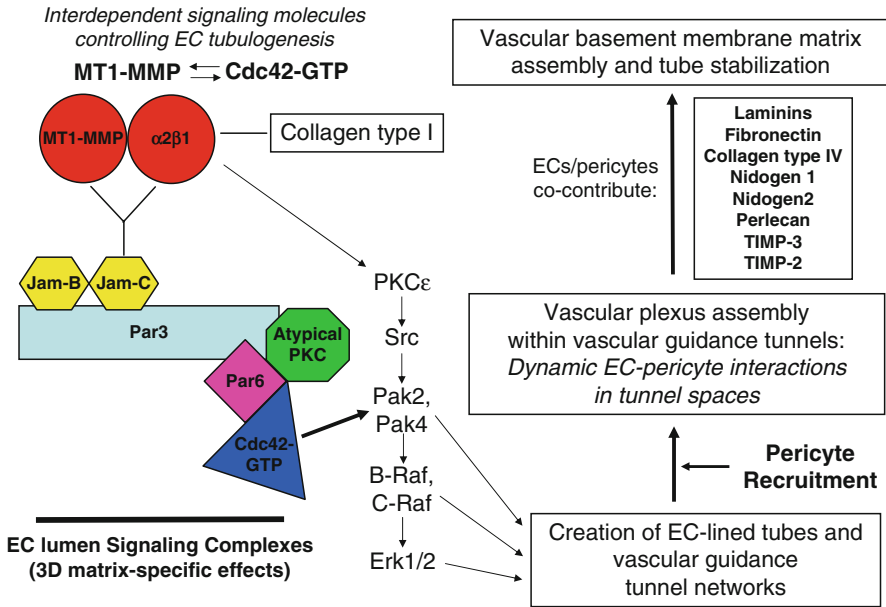 Interdependent signaling molecules
controlling EC tubulogenesis
MT1-MMP Cdc42-GTP
MT1-MMP
α2β1
Collagen type I
Jam-B
Jam-C
Par3
Atypical
PKC
Par6
Cdc42-
GTP
EC lumen Signaling Complexes
(3D matrix-specific effects)
PKCε
Src
Pak2,
Pak4
B-Raf,
C-Raf
Erk1/2
Vascular basement membrane matrix
assembly and tube stabilization
ECs/pericytes
co-contribute:
Laminins
Fibronectin
Collagen type IV
Nidogen 1
Nidogen2
Perlecan
TIMP-3
TIMP-2
Vascular plexus assembly
within vascular guidance tunnels:
Dynamic EC-pericyte interactions
in tunnel spaces
Pericyte
Recruitment
Creation of EC-lined tubes and
vascular guidance
tunnel networks